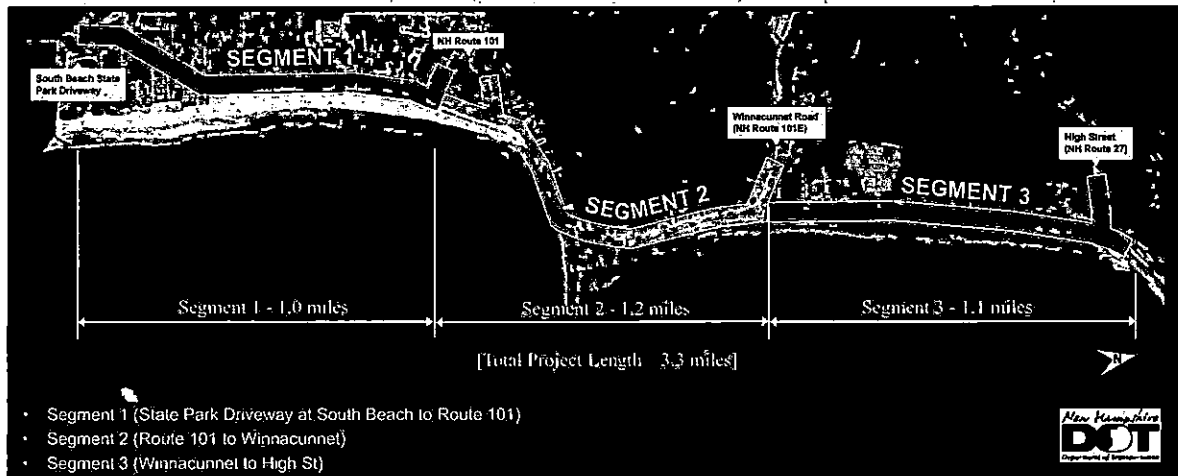 SEGMENT 1
NH Route 101
South Beach State
Park Driveway
Winnacunnet Road
(NH Route 101E)
High Street
(NH Route 27)
SEGMENT 2
SEGMENT 3
Segment 1 - 1.0 miles
Segment 2 - 1.2 miles
Segment 3 - 1.1 miles
[Total Project Length 3.3 miles]
N
• Segment 1 (State Park Driveway at South Beach to Route 101)
• Segment 2 (Route 101 to Winnacunnet)
• Segment 3 (Winnacunnet to High St)
New Hampshire
DOT
Department of Transportation